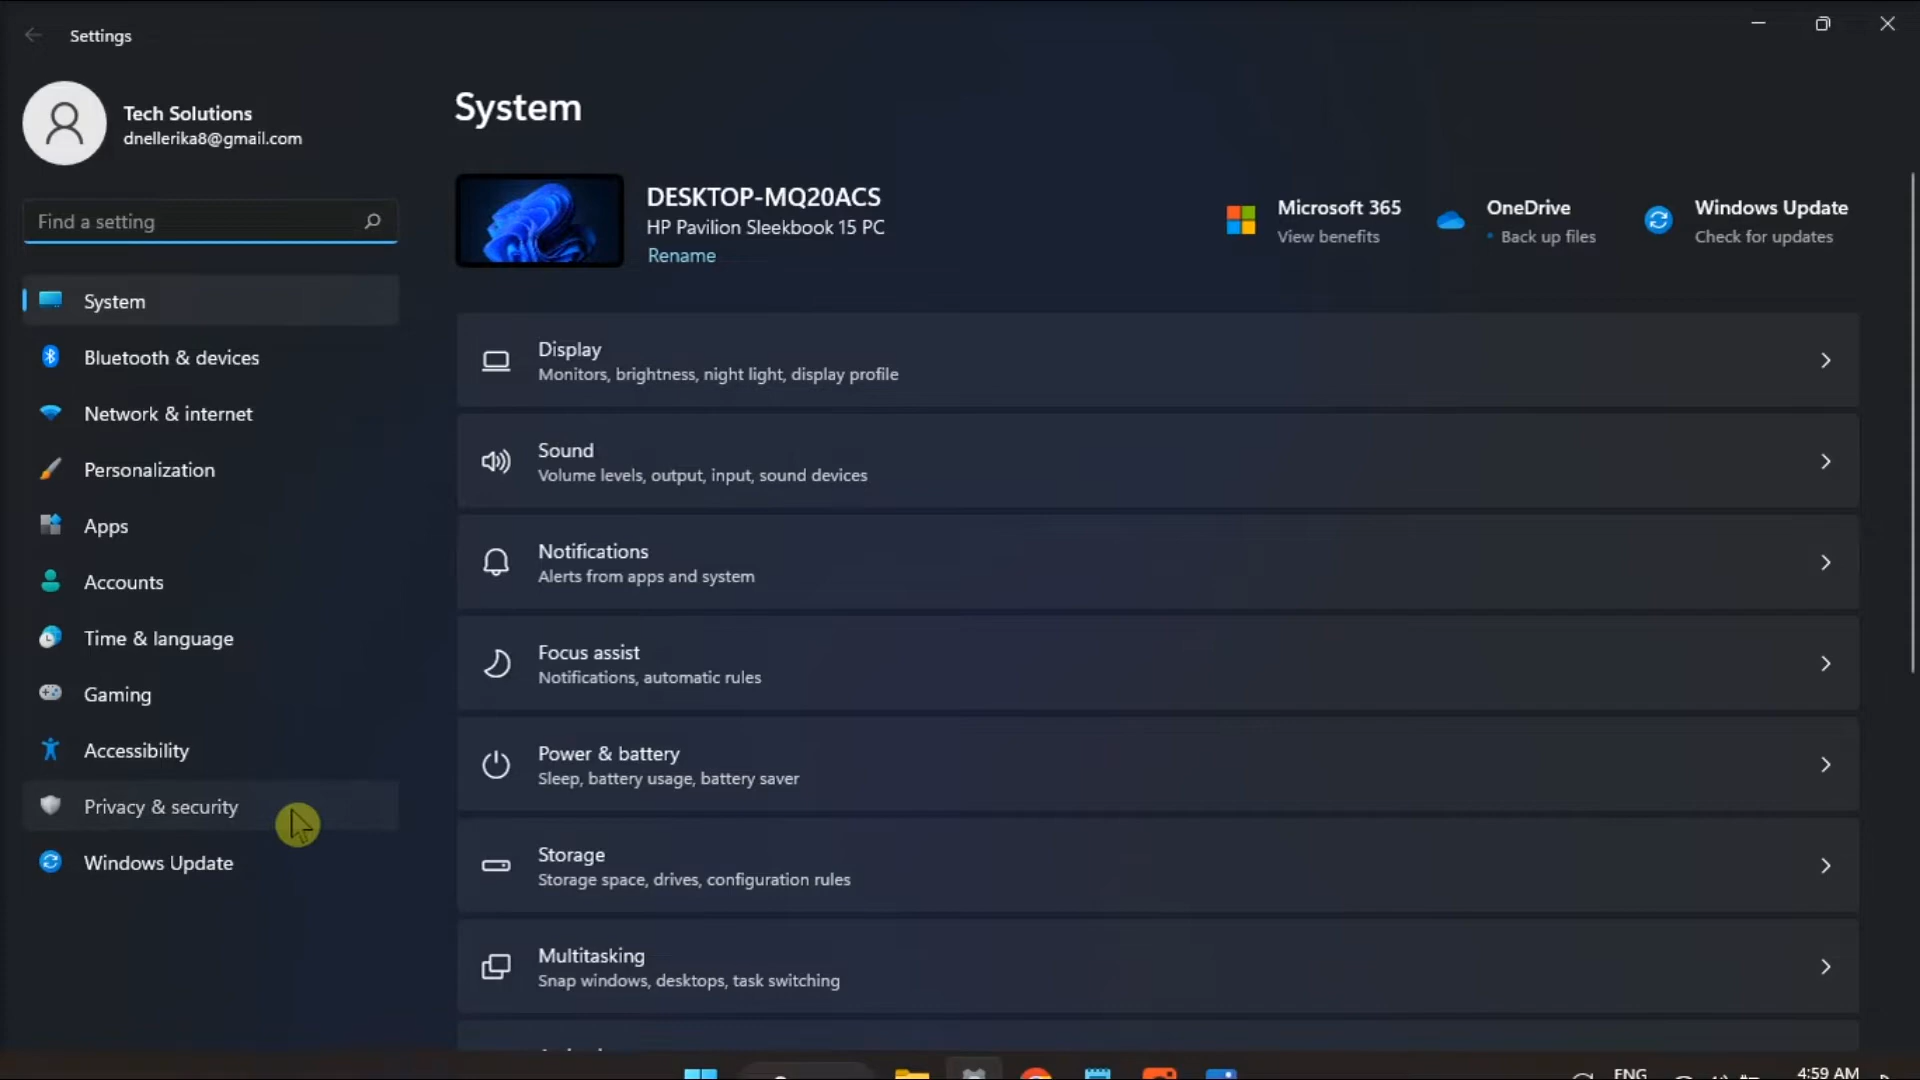 Settings
Tech Solutions
dnellerika8@gmail.com
Find a setting
System
Bluetooth & devices
Network & internet
Personalization
Apps
Accounts
Time & language
Gaming
Accessibility
Privacy & security
Windows Update
System
DESKTOP-MQ20ACS
HP Pavilion Sleekbook 15 PC
Rename
Microsoft 365
View benefits
OneDrive
Back up files
Windows Update
Check for updates
Display
Monitors, brightness, night light, display profile
Sound
Volume levels, output, input, sound devices
Notifications
Alerts from apps and system
Focus assist
Notifications, automatic rules
Power & battery
Sleep, battery usage, battery saver
Storage
Storage space, drives, configuration rules
Multitasking
Snap windows, desktops, task switching
ENG
4:59 AM